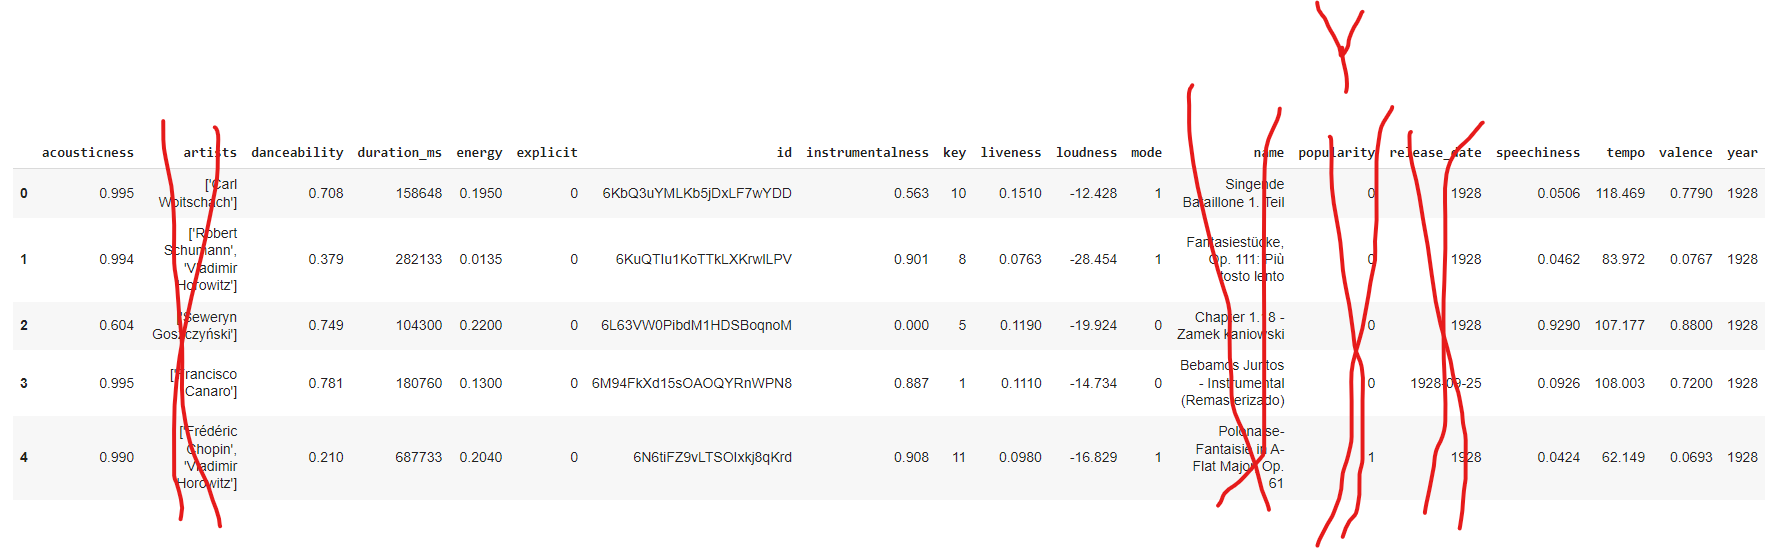 Y
acousticness artists danceability duration_ms energy explicit id instrumentalness key liveness loudness mode name popularity release_date speechiness tempo valence year
0 0.995 ['Carl Woitschach'] 0.708 158648 0.1950 0 6KbQ3uYMLKb5jDxLF7wYDD 0.563 10 0.1510 -12.428 1 Singende Bataillone 1. Teil 0 1928 0.0506 118.469 0.7790 1928
1 0.994 ['Robert Schumann', 'Vladimir Horowitz'] 0.379 282133 0.0135 0 6KuQTIu1KoTTkLXKrwlLPV 0.901 8 0.0763 -28.454 1 Fantasiestücke, Op. 111: Più tosto lento 0 1928 0.0462 83.972 0.0767 1928
2 0.604 ['Seweryn Goszczyński'] 0.749 104300 0.2200 0 6L63VW0PibdM1HDSBoqnoM 0.000 5 0.1190 -19.924 0 Chapter 1.18 - Zamek kaniowski 0 1928 0.9290 107.177 0.8800 1928
3 0.995 ['Francisco Canaro'] 0.781 180760 0.1300 0 6M94FkXd15sOAOQYRnWPN8 0.887 1 0.1110 -14.734 0 Bebamos Juntos - Instrumental (Remasterizado) 0 1928-09-25 0.0926 108.003 0.7200 1928
4 0.990 ['Frédéric Chopin', 'Vladimir Horowitz'] 0.210 687733 0.2040 0 6N6tiFZ9vLTSOIxkj8qKrd 0.908 11 0.0980 -16.829 1 Polonaise-Fantaisie in A-Flat Major, Op. 61 1 1928 0.0424 62.149 0.0693 1928